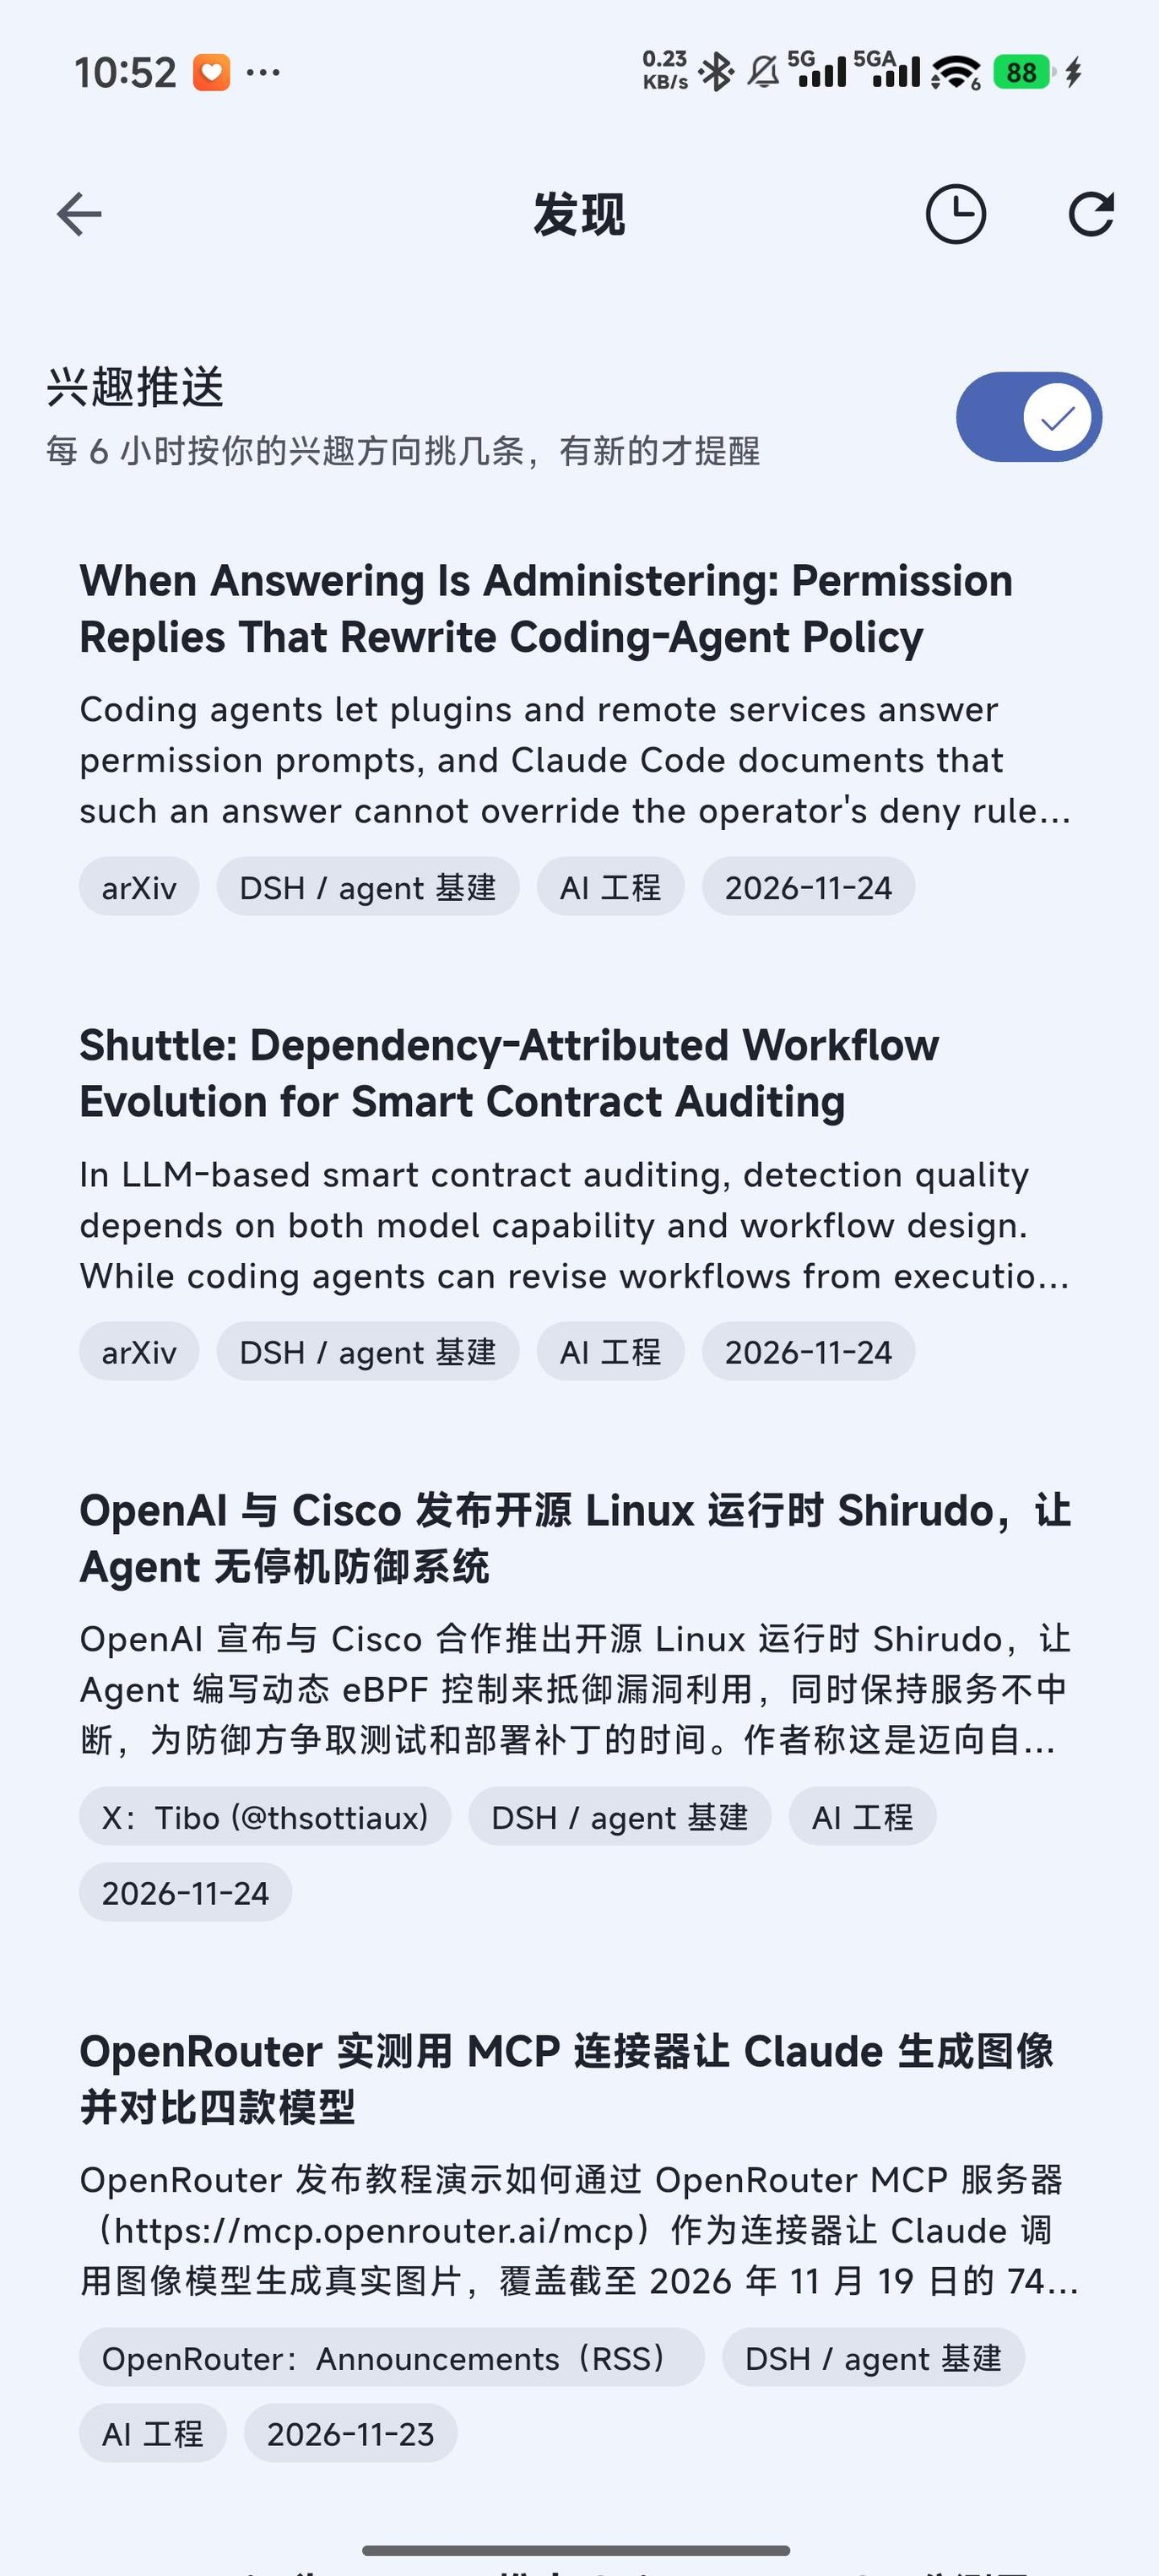 10:52
0.23 KB/s 5G 5GA 6 88
发现
兴趣推送
每 6 小时按你的兴趣方向挑几条，有新的才提醒
When Answering Is Administering: Permission
Replies That Rewrite Coding-Agent Policy
Coding agents let plugins and remote services answer
permission prompts, and Claude Code documents that
such an answer cannot override the operator's deny rule...
arXiv DSH / agent 基建 AI 工程 2026-11-24
Shuttle: Dependency-Attributed Workflow
Evolution for Smart Contract Auditing
In LLM-based smart contract auditing, detection quality
depends on both model capability and workflow design.
While coding agents can revise workflows from executio...
arXiv DSH / agent 基建 AI 工程 2026-11-24
OpenAI 与 Cisco 发布开源 Linux 运行时 Shirudo，让
Agent 无停机防御系统
OpenAI 宣布与 Cisco 合作推出开源 Linux 运行时 Shirudo，让
Agent 编写动态 eBPF 控制来抵御漏洞利用，同时保持服务不中
断，为防御方争取测试和部署补丁的时间。作者称这是迈向自...
X：Tibo (@thsottiaux) DSH / agent 基建 AI 工程
2026-11-24
OpenRouter 实测用 MCP 连接器让 Claude 生成图像
并对比四款模型
OpenRouter 发布教程演示如何通过 OpenRouter MCP 服务器
（https://mcp.openrouter.ai/mcp）作为连接器让 Claude 调
用图像模型生成真实图片，覆盖截至 2026 年 11 月 19 日的 74...
OpenRouter：Announcements（RSS） DSH / agent 基建
AI 工程 2026-11-23